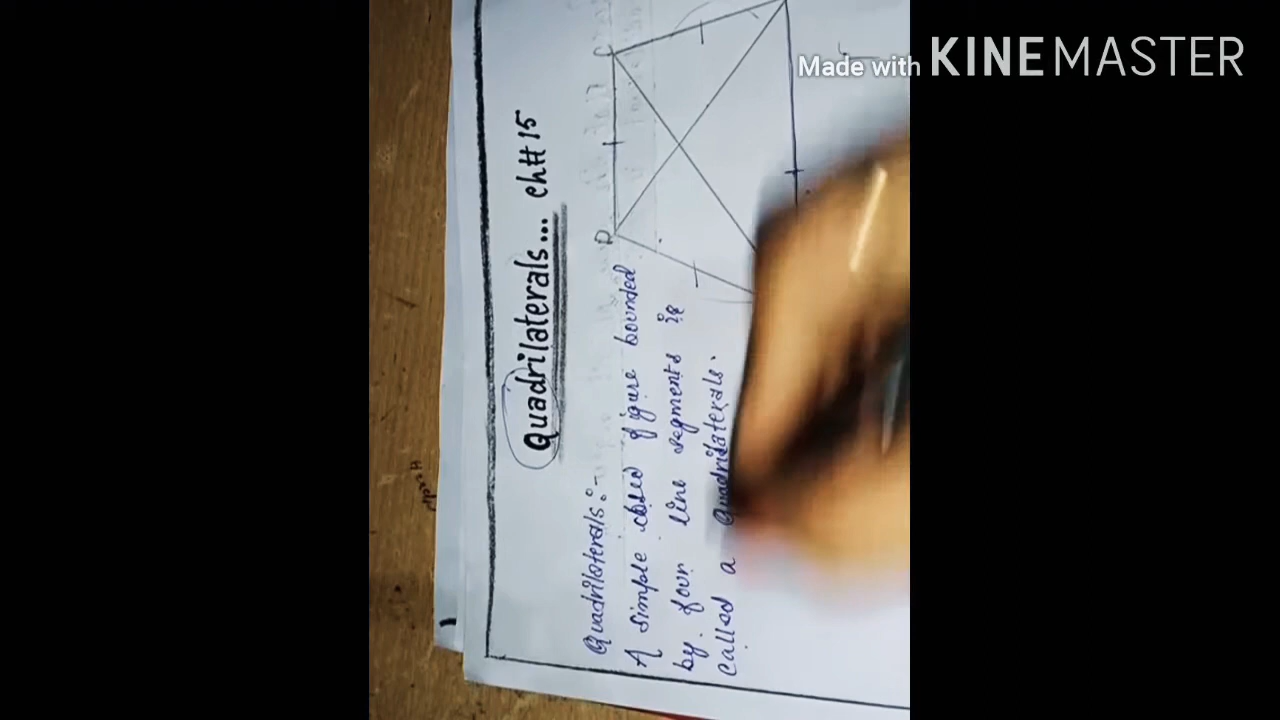 Made with KINEMASTER
Quadrilaterals... ch# 15
Quadrilaterals:-
A simple closed figure bounded
by four line segments is
called a Quadrilaterals.
D
C